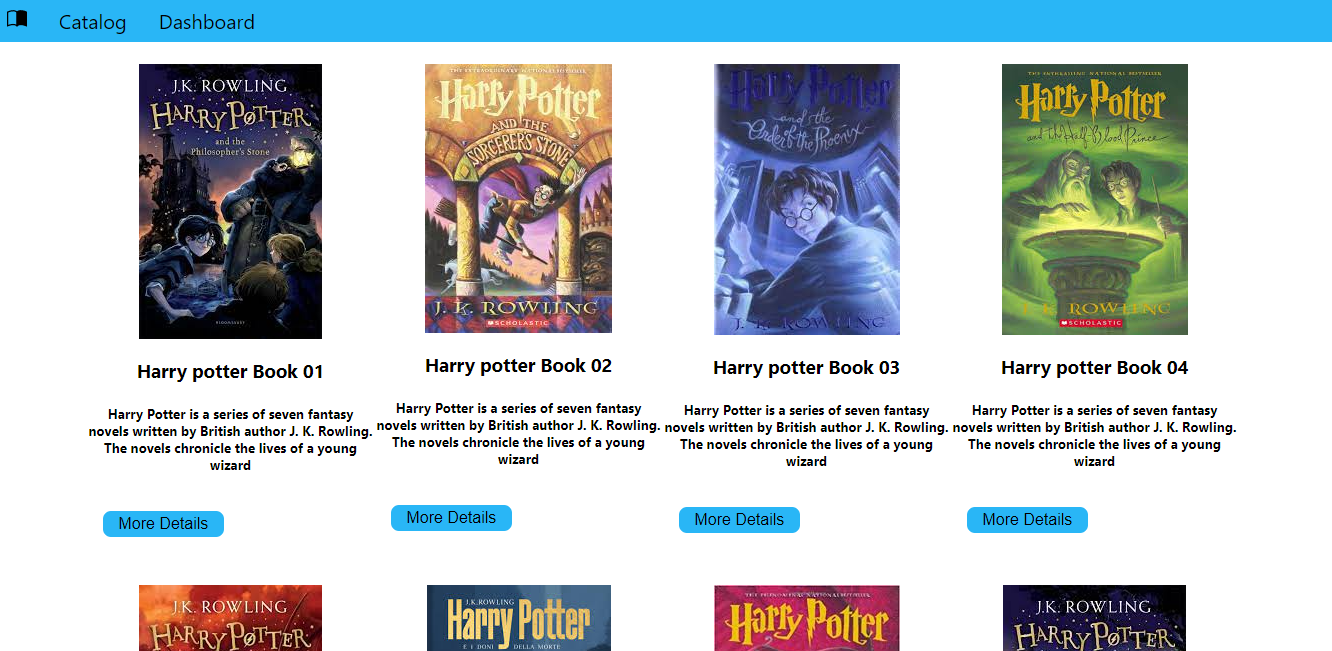 Catalog Dashboard
J.K. ROWLING
HARRY POTTER
and the
Philosopher's Stone
BLOOMSBURY
THE EXTRAORDINARY NATIONAL BESTSELLER
Harry Potter
AND THE
SORCERER'S STONE
J. K. ROWLING
SCHOLASTIC
Harry Potter
and the
Order of the Phoenix
J. K. ROWLING
Harry Potter
and the Half-Blood Prince
J. K. ROWLING
SCHOLASTIC
Harry potter Book 01
Harry Potter is a series of seven fantasy
novels written by British author J. K. Rowling.
The novels chronicle the lives of a young
wizard
More Details
Harry potter Book 02
Harry Potter is a series of seven fantasy
novels written by British author J. K. Rowling.
The novels chronicle the lives of a young
wizard
More Details
Harry potter Book 03
Harry Potter is a series of seven fantasy
novels written by British author J. K. Rowling.
The novels chronicle the lives of a young
wizard
More Details
Harry potter Book 04
Harry Potter is a series of seven fantasy
novels written by British author J. K. Rowling.
The novels chronicle the lives of a young
wizard
More Details
J.K. ROWLING
HARRY POTTER
J.K.ROWLING
Harry Potter
E I DONI DELLA MORTE
Harry Potter
J.K. ROWLING
HARRY POTTER